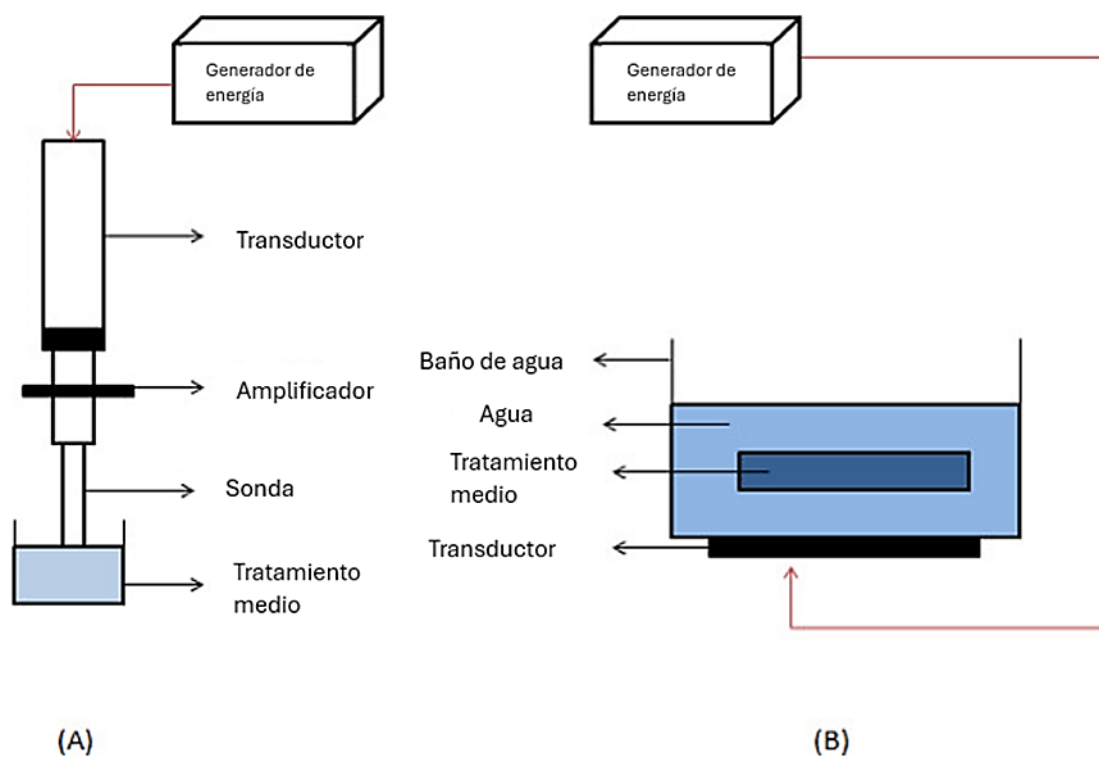 Generador de
energía
Transductor
Amplificador
Sonda
Tratamiento
medio
(A)
Generador de
energía
Baño de agua
Agua
Tratamiento
medio
Transductor
(B)